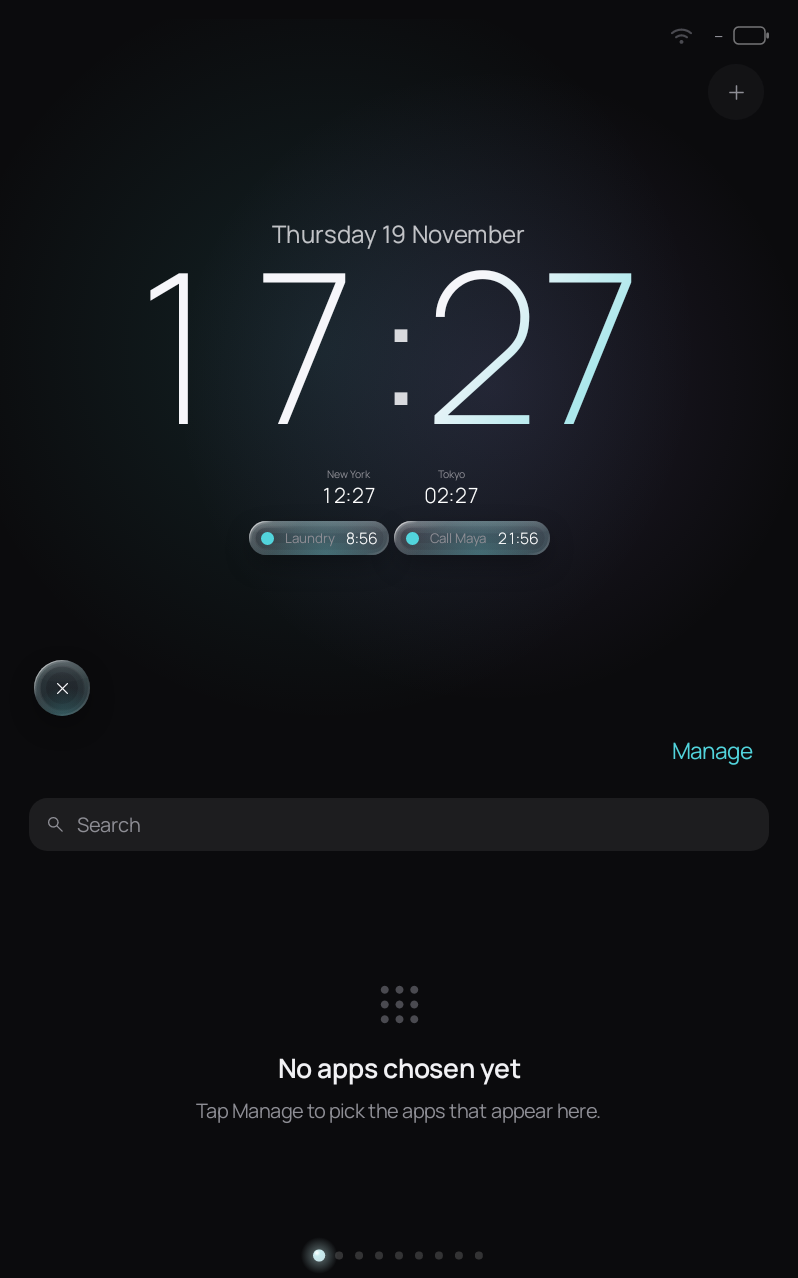 –
Thursday 19 November
17:27
New York Tokyo
12:27 02:27
Laundry 8:56 Call Maya 21:56
Manage
Search
No apps chosen yet
Tap Manage to pick the apps that appear here.